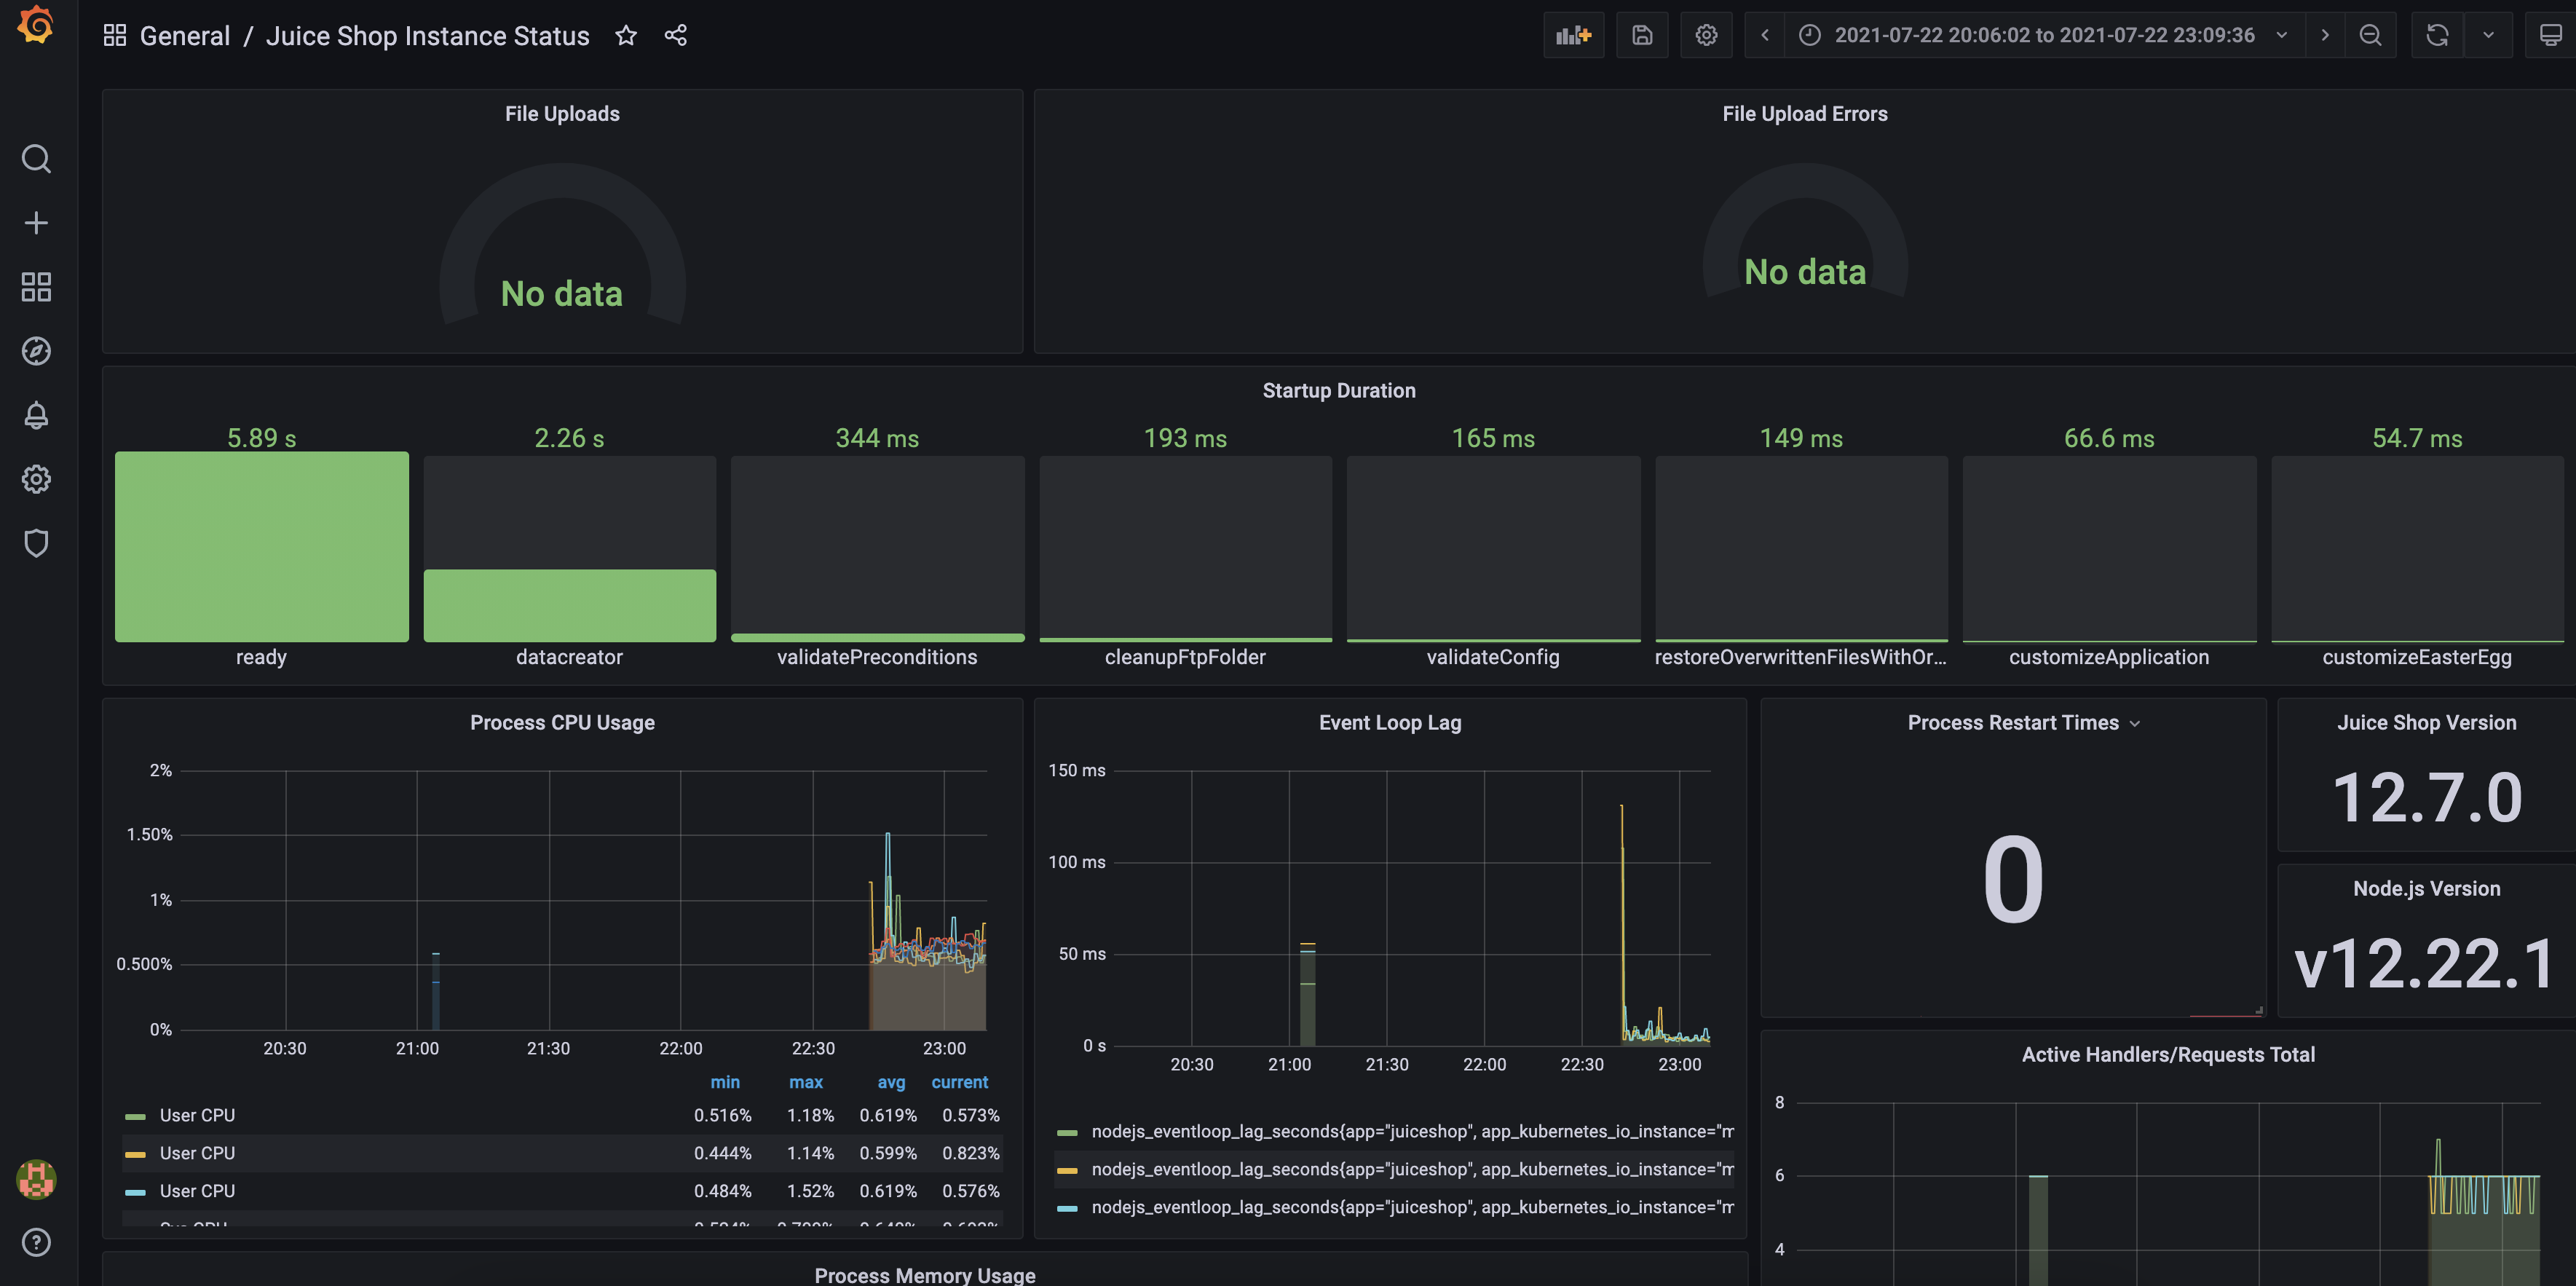 General / Juice Shop Instance Status
2021-07-22 20:06:02 to 2021-07-22 23:09:36
File Uploads
No data
File Upload Errors
No data
Startup Duration
5.89 s
2.26 s
344 ms
193 ms
165 ms
149 ms
66.6 ms
54.7 ms
ready
datacreator
validatePreconditions
cleanupFtpFolder
validateConfig
restoreOverwrittenFilesWithOr...
customizeApplication
customizeEasterEgg
Process CPU Usage
2%
1.50%
1%
0.500%
0%
20:30 21:00 21:30 22:00 22:30 23:00
min max avg current
User CPU 0.516% 1.18% 0.619% 0.573%
User CPU 0.444% 1.14% 0.599% 0.823%
User CPU 0.484% 1.52% 0.619% 0.576%
Event Loop Lag
150 ms
100 ms
50 ms
0 s
20:30 21:00 21:30 22:00 22:30 23:00
nodejs_eventloop_lag_seconds{app="juiceshop", app_kubernetes_io_instance="m
nodejs_eventloop_lag_seconds{app="juiceshop", app_kubernetes_io_instance="m
nodejs_eventloop_lag_seconds{app="juiceshop", app_kubernetes_io_instance="m
Process Restart Times
0
Juice Shop Version
12.7.0
Node.js Version
v12.22.1
Active Handlers/Requests Total
8
6
4
Process Memory Usage